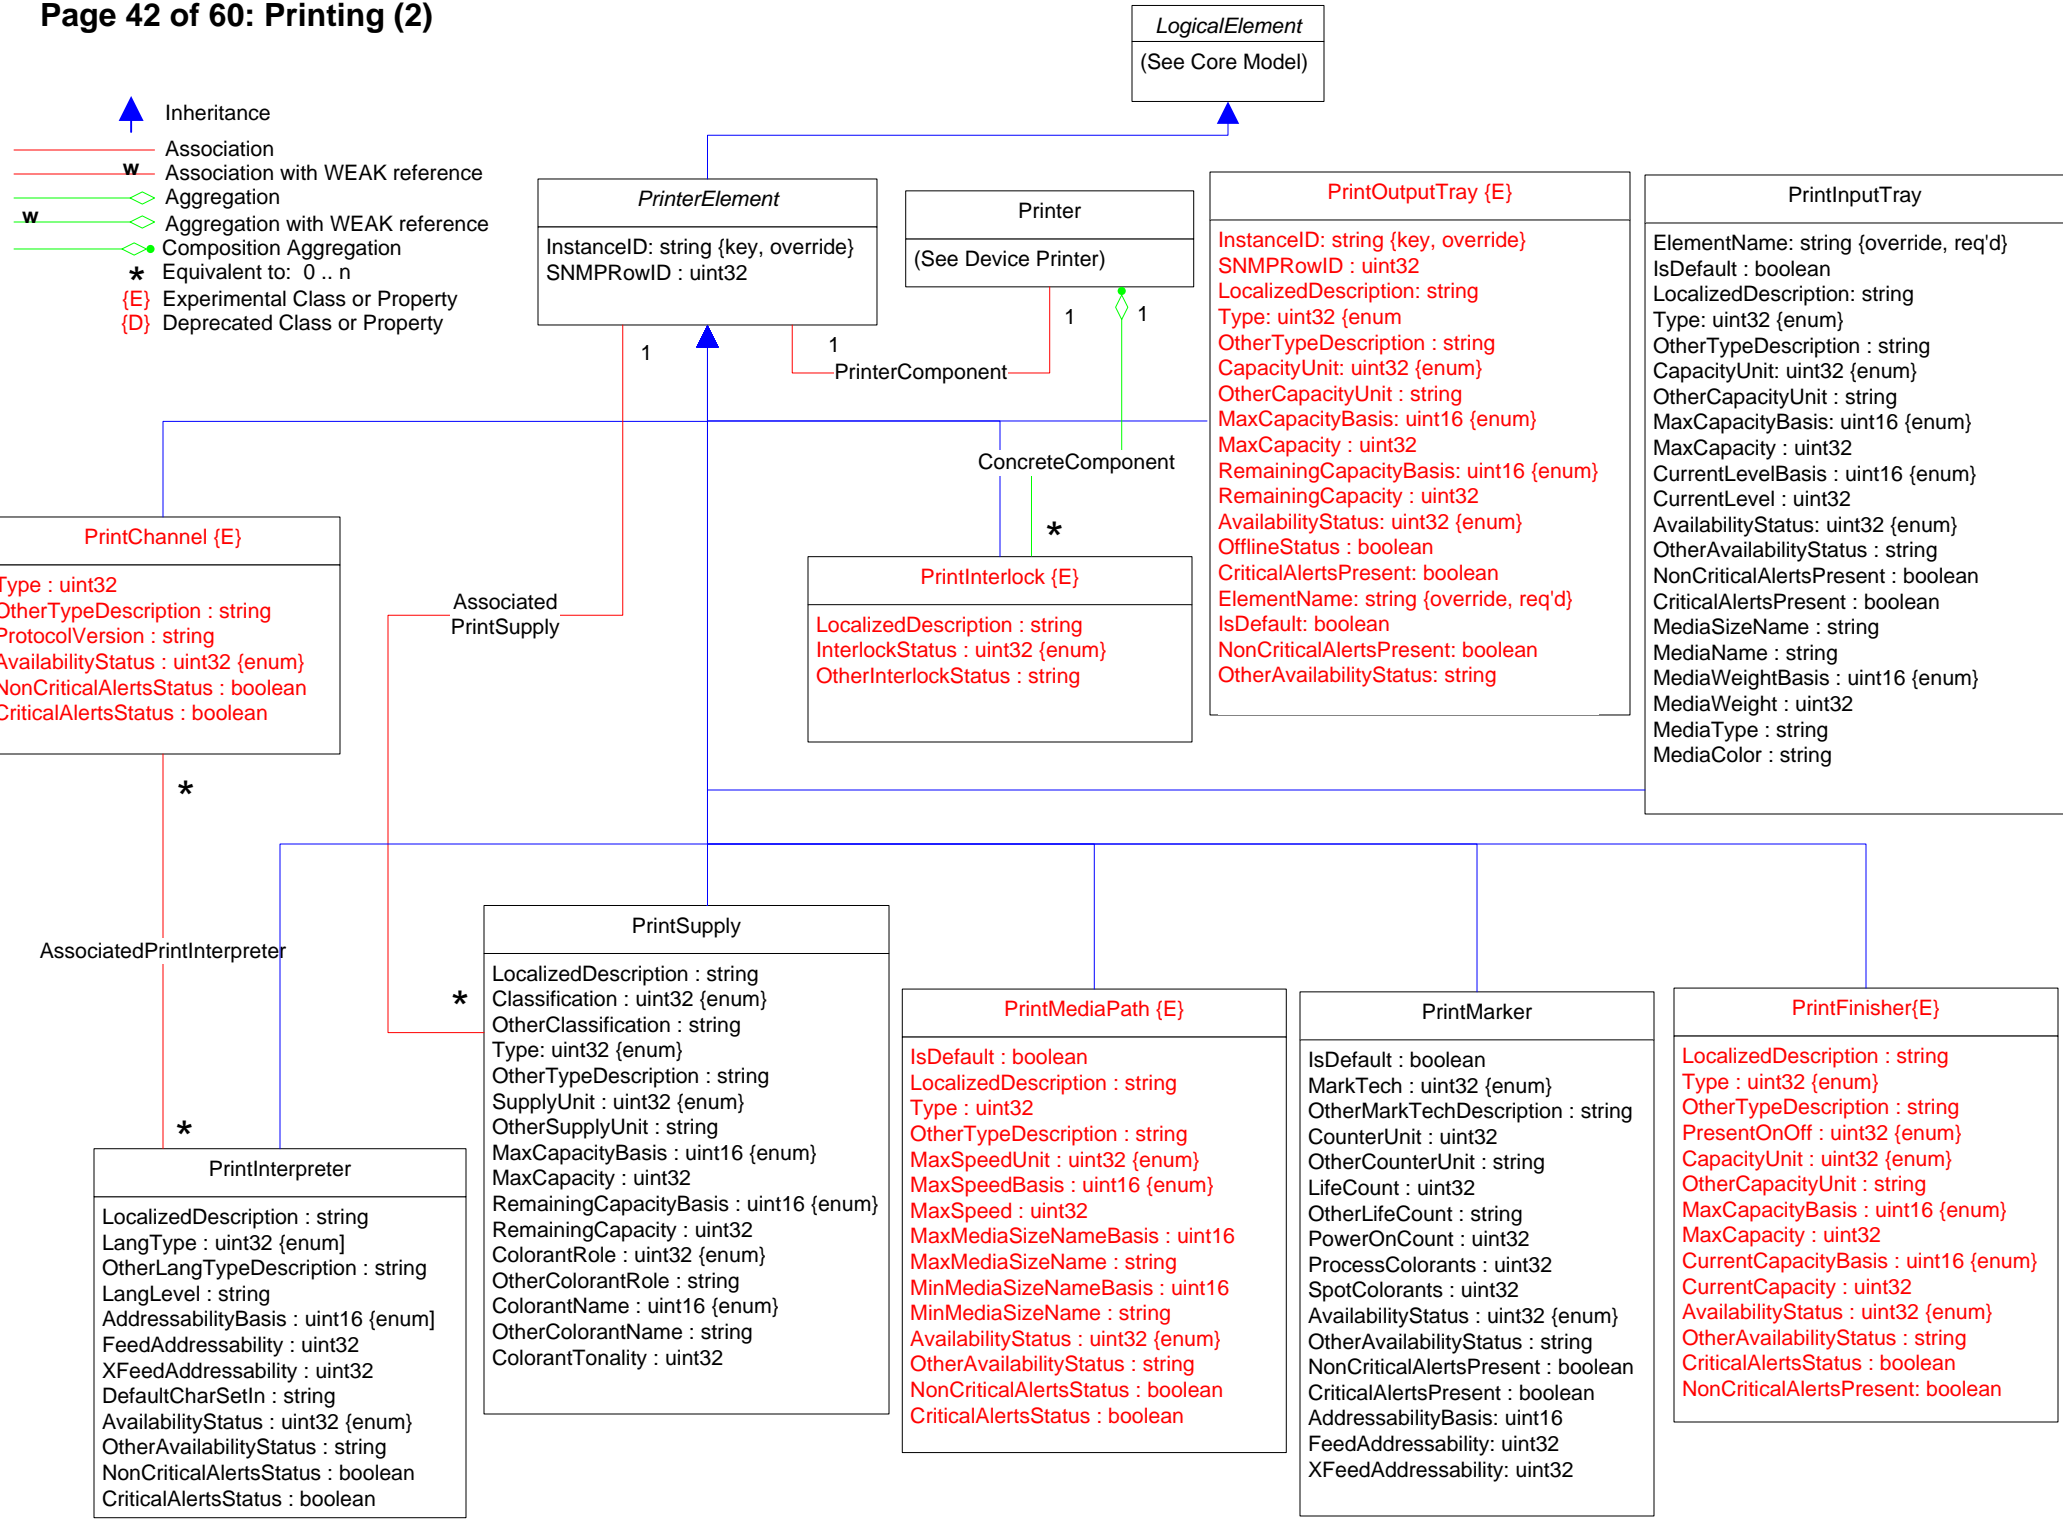 Page 42 of 60: Printing (2)
Inheritance
Association
w Association with WEAK reference
Aggregation
w Aggregation with WEAK reference
Composition Aggregation
* Equivalent to: 0 .. n
{E} Experimental Class or Property
{D} Deprecated Class or Property
LogicalElement
(See Core Model)
PrinterElement
InstanceID: string {key, override}
SNMPRowID : uint32
Printer
(See Device Printer)
1
1
1
1
PrinterComponent
ConcreteComponent
*
PrintOutputTray {E}
InstanceID: string {key, override}
SNMPRowID : uint32
LocalizedDescription: string
Type: uint32 {enum
OtherTypeDescription : string
CapacityUnit: uint32 {enum}
OtherCapacityUnit : string
MaxCapacityBasis: uint16 {enum}
MaxCapacity : uint32
RemainingCapacityBasis: uint16 {enum}
RemainingCapacity : uint32
AvailabilityStatus: uint32 {enum}
OfflineStatus : boolean
CriticalAlertsPresent: boolean
ElementName: string {override, req'd}
IsDefault: boolean
NonCriticalAlertsPresent: boolean
OtherAvailabilityStatus: string
PrintInputTray
ElementName: string {override, req'd}
IsDefault : boolean
LocalizedDescription: string
Type: uint32 {enum}
OtherTypeDescription : string
CapacityUnit: uint32 {enum}
OtherCapacityUnit : string
MaxCapacityBasis: uint16 {enum}
MaxCapacity : uint32
CurrentLevelBasis : uint16 {enum}
CurrentLevel : uint32
AvailabilityStatus: uint32 {enum}
OtherAvailabilityStatus : string
NonCriticalAlertsPresent : boolean
CriticalAlertsPresent : boolean
MediaSizeName : string
MediaName : string
MediaWeightBasis : uint16 {enum}
MediaWeight : uint32
MediaType : string
MediaColor : string
PrintChannel {E}
Type : uint32
OtherTypeDescription : string
ProtocolVersion : string
AvailabilityStatus : uint32 {enum}
NonCriticalAlertsStatus : boolean
CriticalAlertsStatus : boolean
*
Associated
PrintSupply
PrintInterlock {E}
LocalizedDescription : string
InterlockStatus : uint32 {enum}
OtherInterlockStatus : string
AssociatedPrintInterpreter
*
*
PrintInterpreter
LocalizedDescription : string
LangType : uint32 {enum]
OtherLangTypeDescription : string
LangLevel : string
AddressabilityBasis : uint16 {enum]
FeedAddressability : uint32
XFeedAddressability : uint32
DefaultCharSetIn : string
AvailabilityStatus : uint32 {enum}
OtherAvailabilityStatus : string
NonCriticalAlertsStatus : boolean
CriticalAlertsStatus : boolean
PrintSupply
LocalizedDescription : string
Classification : uint32 {enum}
OtherClassification : string
Type: uint32 {enum}
OtherTypeDescription : string
SupplyUnit : uint32 {enum}
OtherSupplyUnit : string
MaxCapacityBasis : uint16 {enum}
MaxCapacity : uint32
RemainingCapacityBasis : uint16 {enum}
RemainingCapacity : uint32
ColorantRole : uint32 {enum}
OtherColorantRole : string
ColorantName : uint16 {enum}
OtherColorantName : string
ColorantTonality : uint32
PrintMediaPath {E}
IsDefault : boolean
LocalizedDescription : string
Type : uint32
OtherTypeDescription : string
MaxSpeedUnit : uint32 {enum}
MaxSpeedBasis : uint16 {enum}
MaxSpeed : uint32
MaxMediaSizeNameBasis : uint16
MaxMediaSizeName : string
MinMediaSizeNameBasis : uint16
MinMediaSizeName : string
AvailabilityStatus : uint32 {enum}
OtherAvailabilityStatus : string
NonCriticalAlertsStatus : boolean
CriticalAlertsStatus : boolean
PrintMarker
IsDefault : boolean
MarkTech : uint32 {enum}
OtherMarkTechDescription : string
CounterUnit : uint32
OtherCounterUnit : string
LifeCount : uint32
OtherLifeCount : string
PowerOnCount : uint32
ProcessColorants : uint32
SpotColorants : uint32
AvailabilityStatus : uint32 {enum}
OtherAvailabilityStatus : string
NonCriticalAlertsPresent : boolean
CriticalAlertsPresent : boolean
AddressabilityBasis: uint16
FeedAddressability: uint32
XFeedAddressability: uint32
PrintFinisher{E}
LocalizedDescription : string
Type : uint32 {enum}
OtherTypeDescription : string
PresentOnOff : uint32 {enum}
CapacityUnit : uint32 {enum}
OtherCapacityUnit : string
MaxCapacityBasis : uint16 {enum}
MaxCapacity : uint32
CurrentCapacityBasis : uint16 {enum}
CurrentCapacity : uint32
AvailabilityStatus : uint32 {enum}
OtherAvailabilityStatus : string
CriticalAlertsStatus : boolean
NonCriticalAlertsPresent: boolean